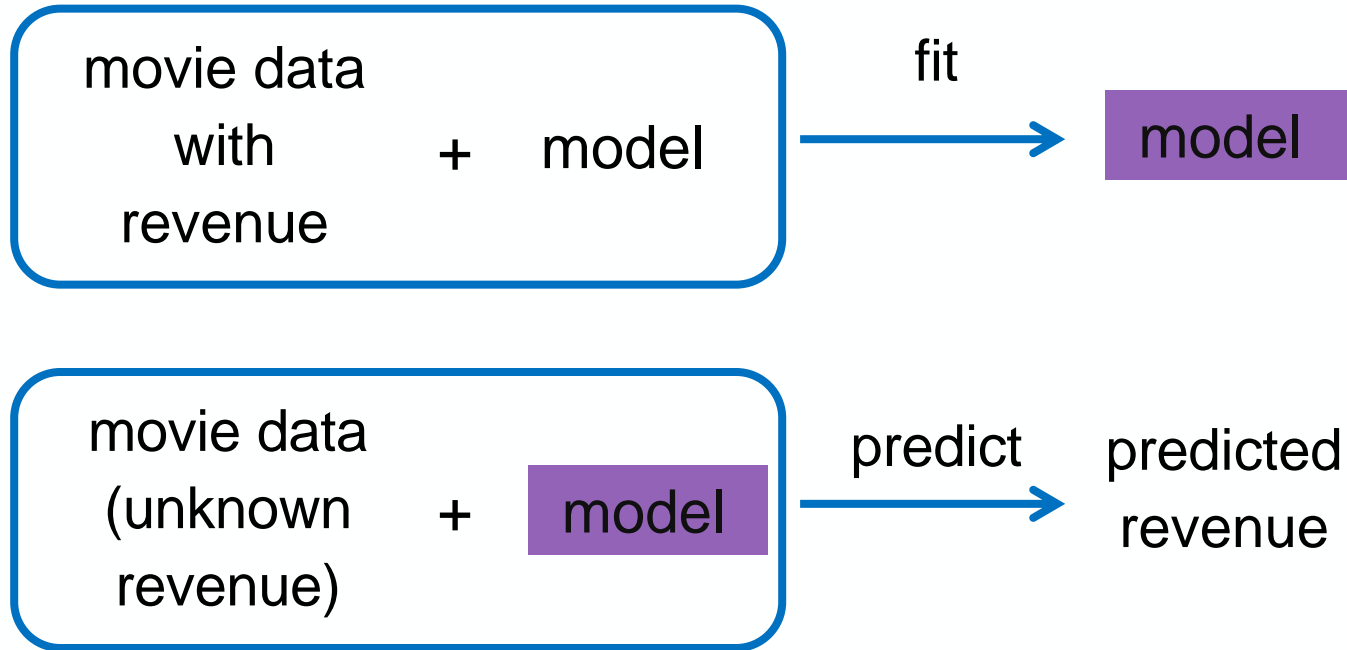 movie data
with
revenue
+
model
fit
model
movie data
(unknown
revenue)
+
model
predict
predicted
revenue